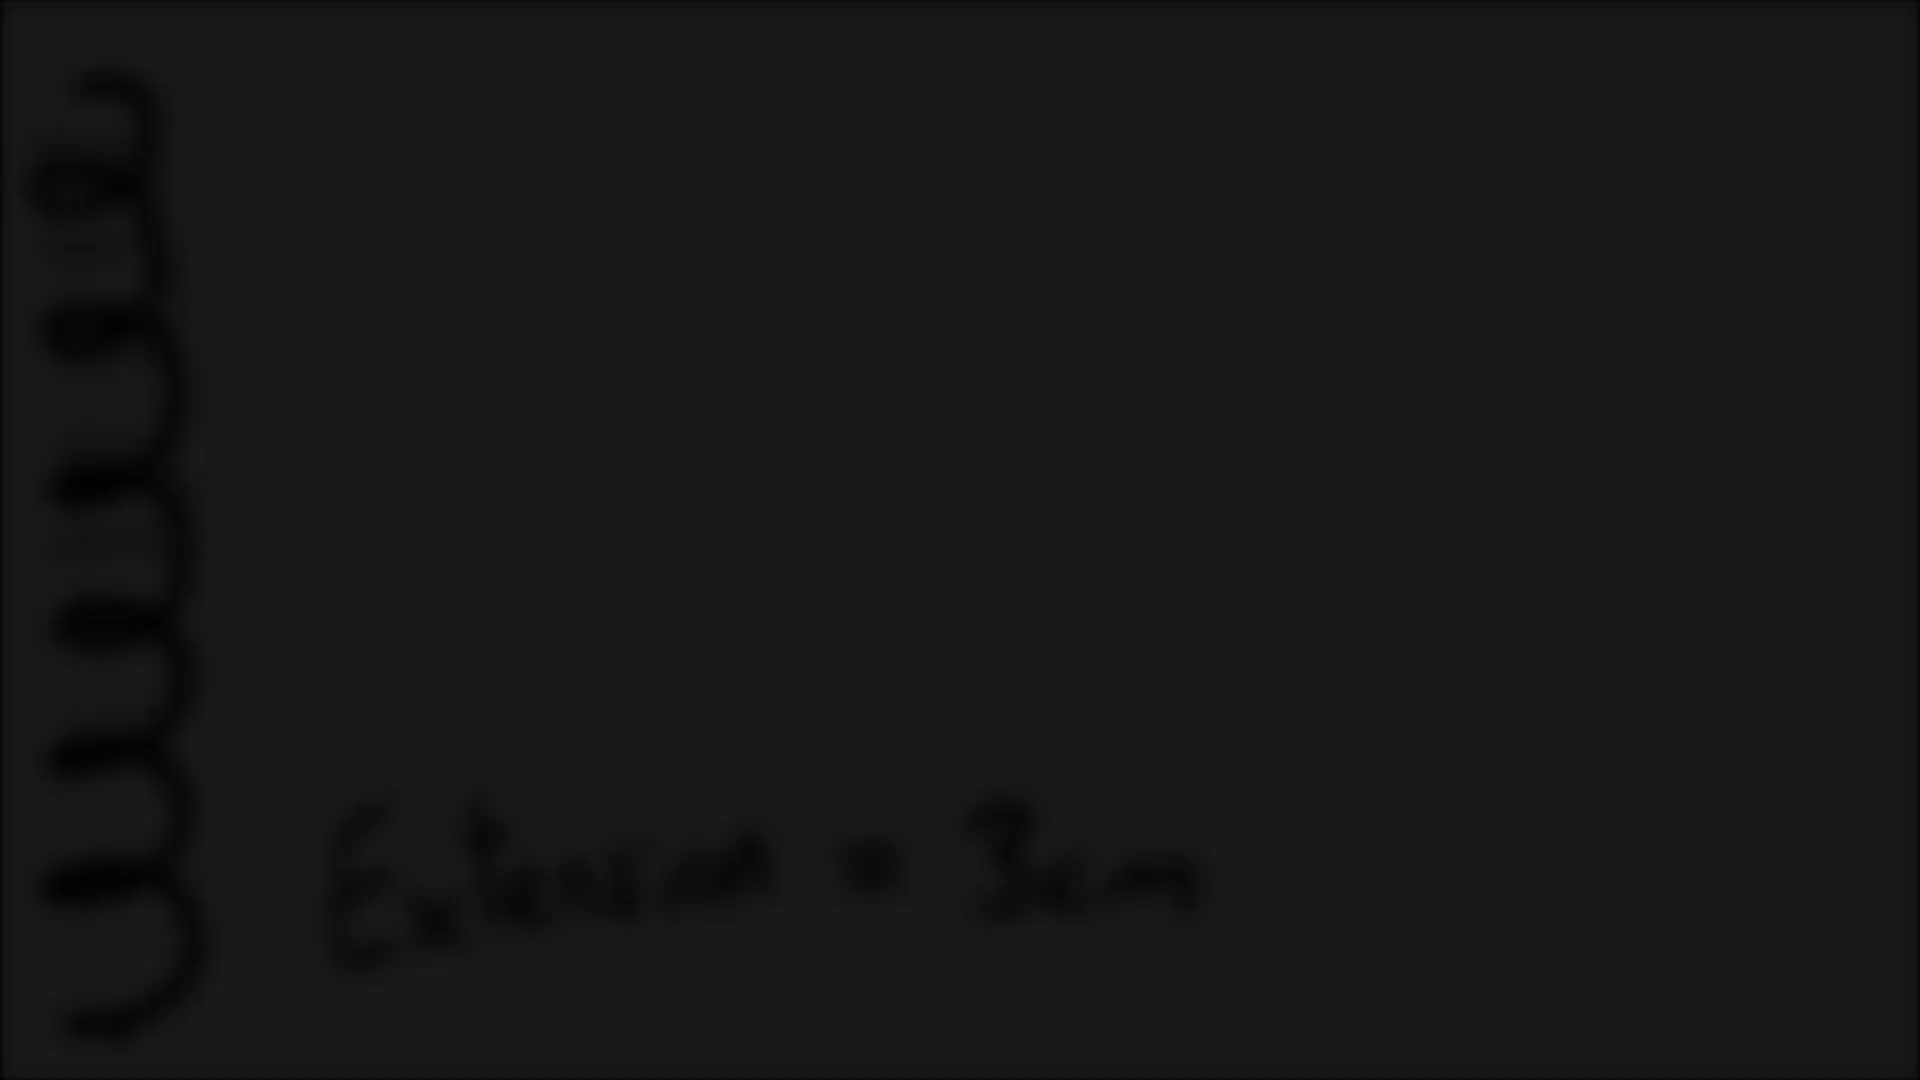 Extension = 3cm